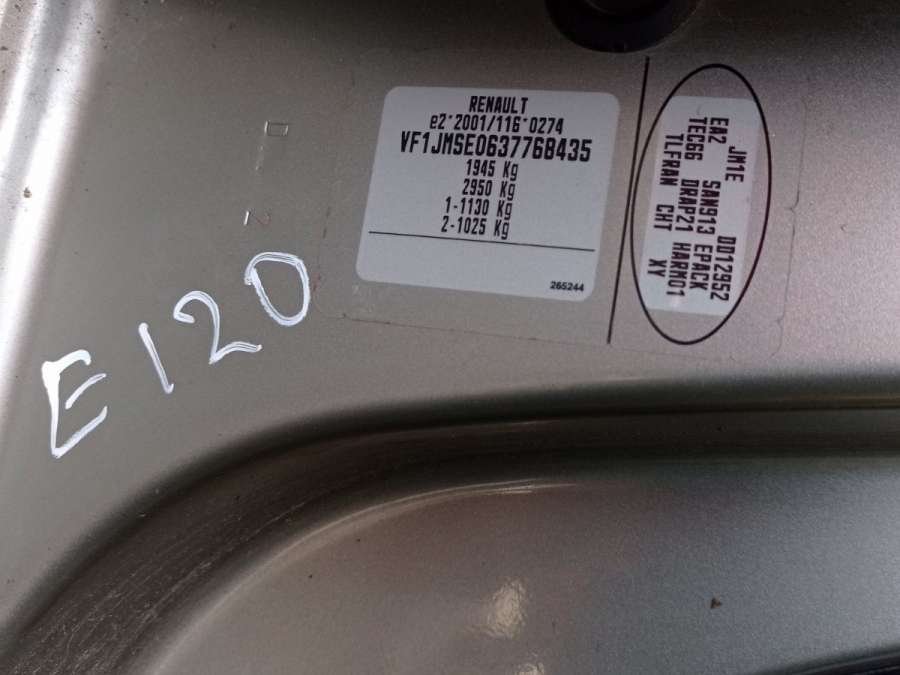 RENAULT
e2*2001/116*0274
VF1JMSE0637768435
1945 Kg
2950 Kg
1-1130 Kg
2-1025 Kg
265244
JM1E DD12952
EA2 SAN913 EPACK
TEC66 DRAP21 HARM01
TLFRAN CHT XY
E120